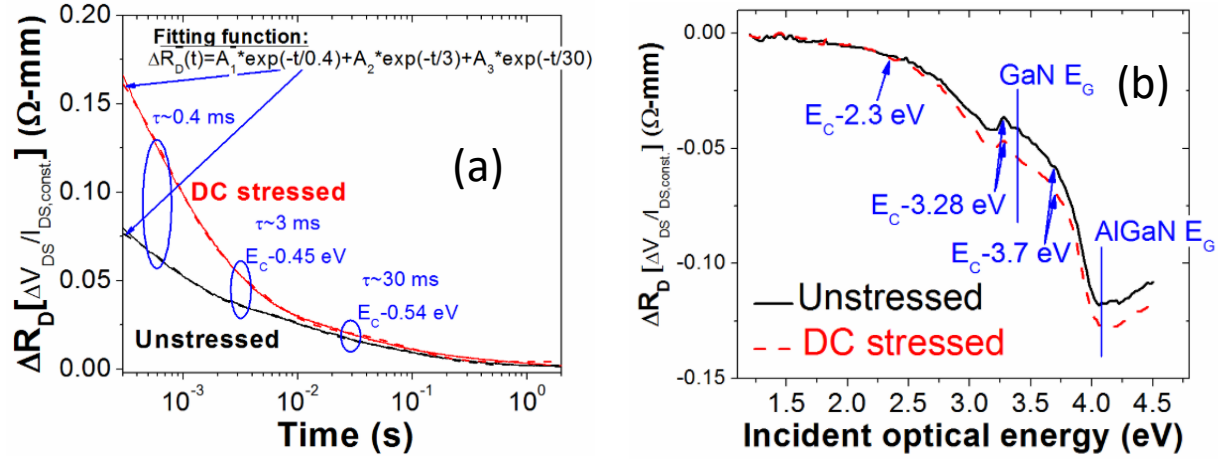 ΔR_D[ΔV_DS/I_DS,const.] (Ω-mm)
0.20
0.15
0.10
0.05
0.00
Fitting function:
ΔR_D(t)=A_1*exp(-t/0.4)+A_2*exp(-t/3)+A_3*exp(-t/30)
τ~0.4 ms
(a)
DC stressed
τ~3 ms
E_C-0.45 eV
τ~30 ms
E_C-0.54 eV
Unstressed
10^-3
10^-2
10^-1
10^0
Time (s)
ΔR_D [ΔV_DS/I_DS,const.] (Ω-mm)
0.00
-0.05
-0.10
-0.15
GaN E_G
(b)
E_C-2.3 eV
E_C-3.28 eV
E_C-3.7 eV
AlGaN E_G
Unstressed
DC stressed
1.5
2.0
2.5
3.0
3.5
4.0
4.5
Incident optical energy (eV)